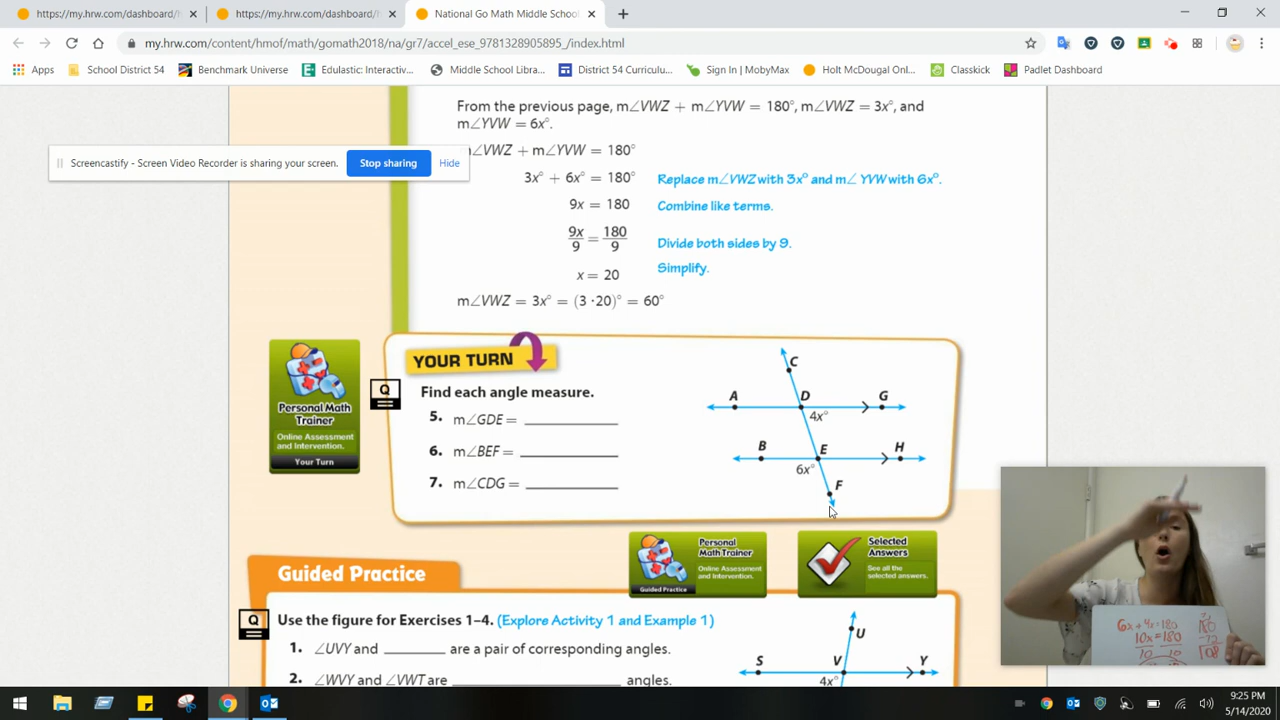 https://my.hrw.com/dashboard/h
https://my.hrw.com/dashboard/h
National Go Math Middle School
my.hrw.com/content/hmof/math/gomath2018/na/gr7/accel_ese_9781328905895_/index.html
Apps School District 54 Benchmark Universe Edulastic: Interactiv... Middle School Libra... District 54 Curriculu... Sign In | MobyMax Holt McDougal Onl... Classkick Padlet Dashboard
From the previous page, m∠VWZ + m∠YVW = 180°, m∠VWZ = 3x°, and
m∠YVW = 6x°.
Screencastify - Screen Video Recorder is sharing your screen. Stop sharing Hide
∠VWZ + m∠YVW = 180°
3x° + 6x° = 180° Replace m∠VWZ with 3x° and m∠ YVW with 6x°.
9x = 180 Combine like terms.
9x/9 = 180/9 Divide both sides by 9.
x = 20 Simplify.
m∠VWZ = 3x° = (3 · 20)° = 60°
YOUR TURN
Find each angle measure.
5. m∠GDE = ________
6. m∠BEF = ________
7. m∠CDG = ________
C
A D G
4x°
B E H
6x°
F
Q
Personal Math
Trainer
Online Assessment
and Intervention.
Your Turn
Personal
Math Trainer
Online Assessment
and Intervention.
Guided Practice
Selected
Answers
See all the
selected answers.
Guided Practice
Q
Use the figure for Exercises 1–4. (Explore Activity 1 and Example 1)
1. ∠UVY and ________ are a pair of corresponding angles.
2. ∠WVY and ∠VWT are ________ angles.
U
S V Y
4x°
6x + 4x = 180
10x = 180
10 10
180
-72
108
9:25 PM
5/14/2020